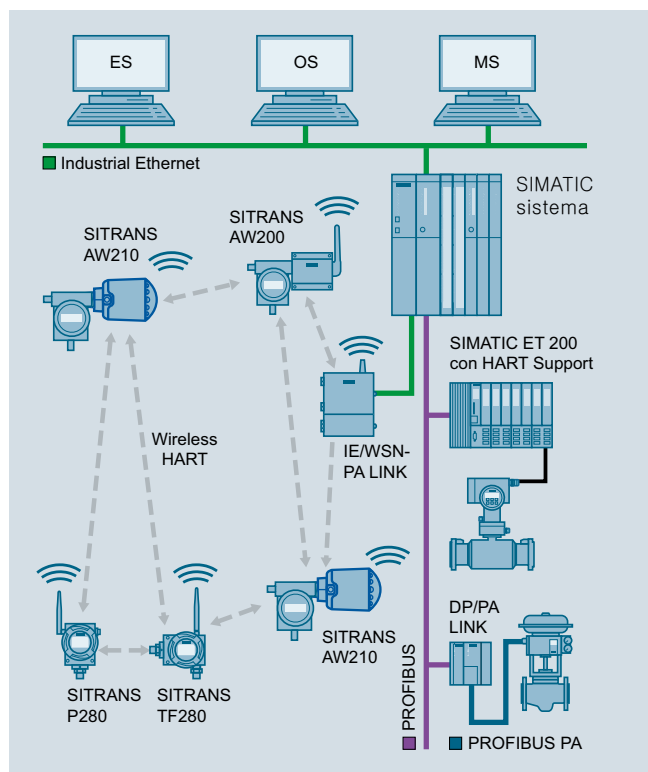 ES
OS
MS
Industrial Ethernet
SIMATIC
sistema
SITRANS
AW200
SITRANS
AW210
SIMATIC ET 200
con HART Support
Wireless
HART
IE/WSN-
PA LINK
DP/PA
LINK
SITRANS
AW210
SITRANS
P280
SITRANS
TF280
PROFIBUS
PROFIBUS PA